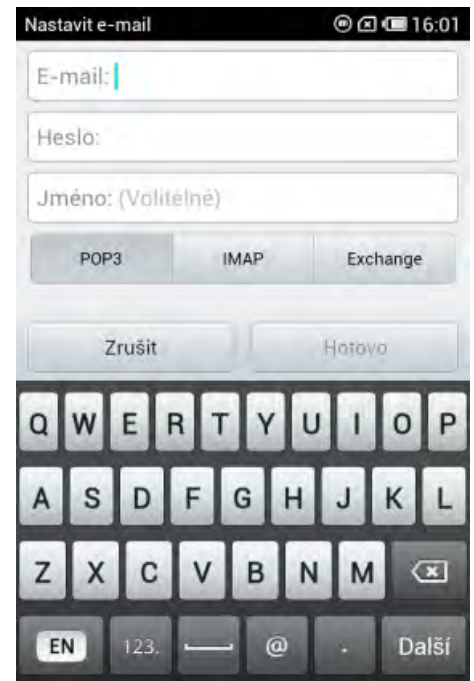 Nastavit e-mail 16:01
E-mail:
Heslo:
Jméno: (Volitelné)
POP3 IMAP Exchange
Zrušit Hotovo
Q W E R T Y U I O P
A S D F G H J K L
Z X C V B N M
EN 123. @ . Další